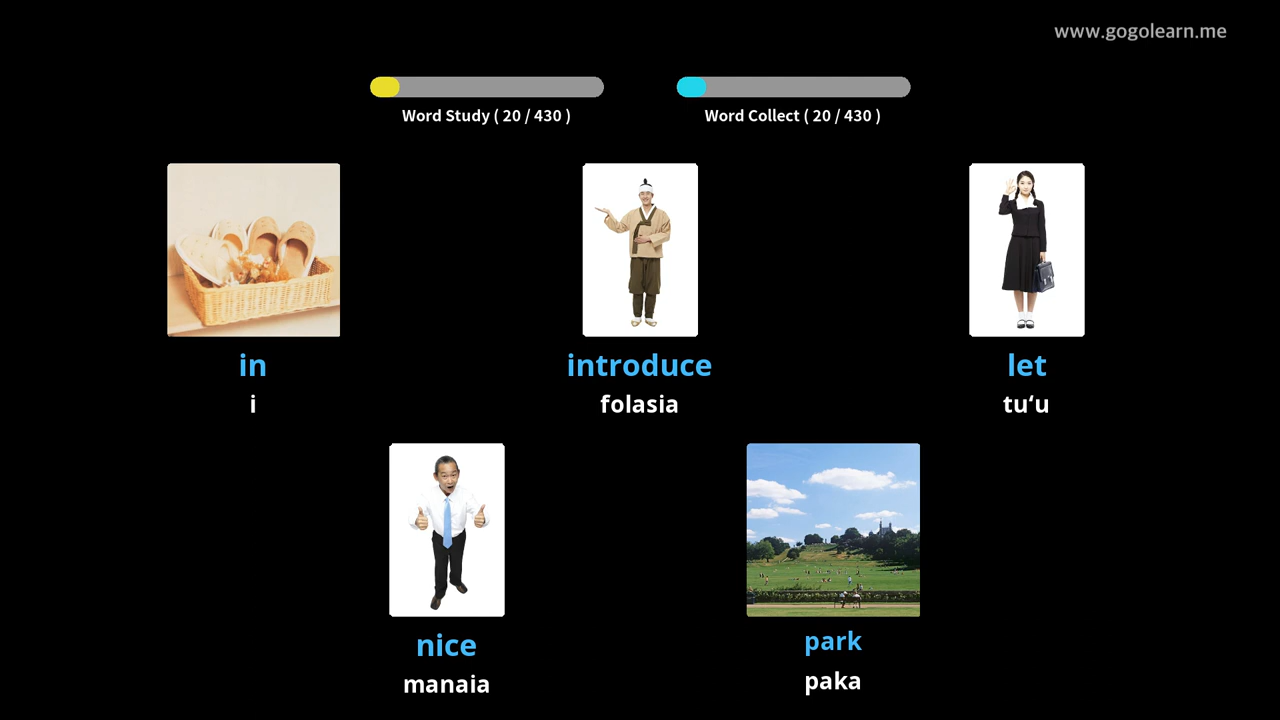 www.gogolearn.me
Word Study ( 20 / 430 )
Word Collect ( 20 / 430 )
in
i
introduce
folasia
let
tuʻu
nice
manaia
park
paka